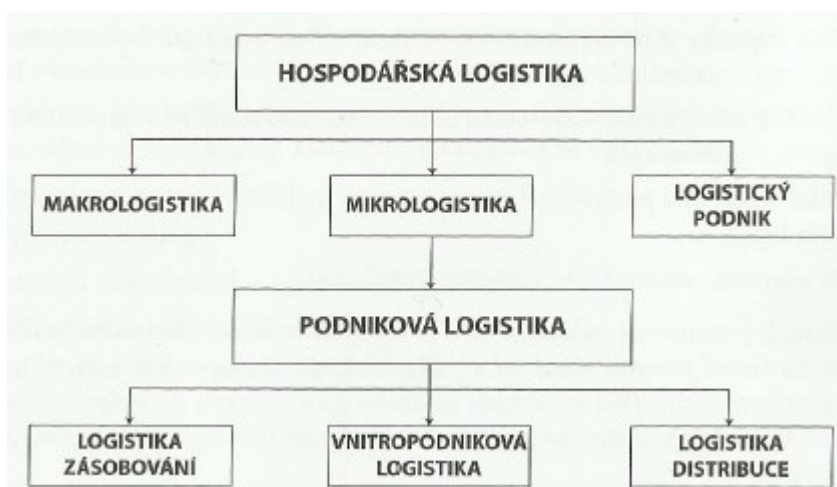 HOSPODÁŘSKÁ LOGISTIKA
MAKROLOGISTIKA
MIKROLOGISTIKA
LOGISTICKÝ
PODNIK
PODNIKOVÁ LOGISTIKA
LOGISTIKA
ZÁSOBOVÁNÍ
VNITROPODNIKOVÁ
LOGISTIKA
LOGISTIKA
DISTRIBUCE